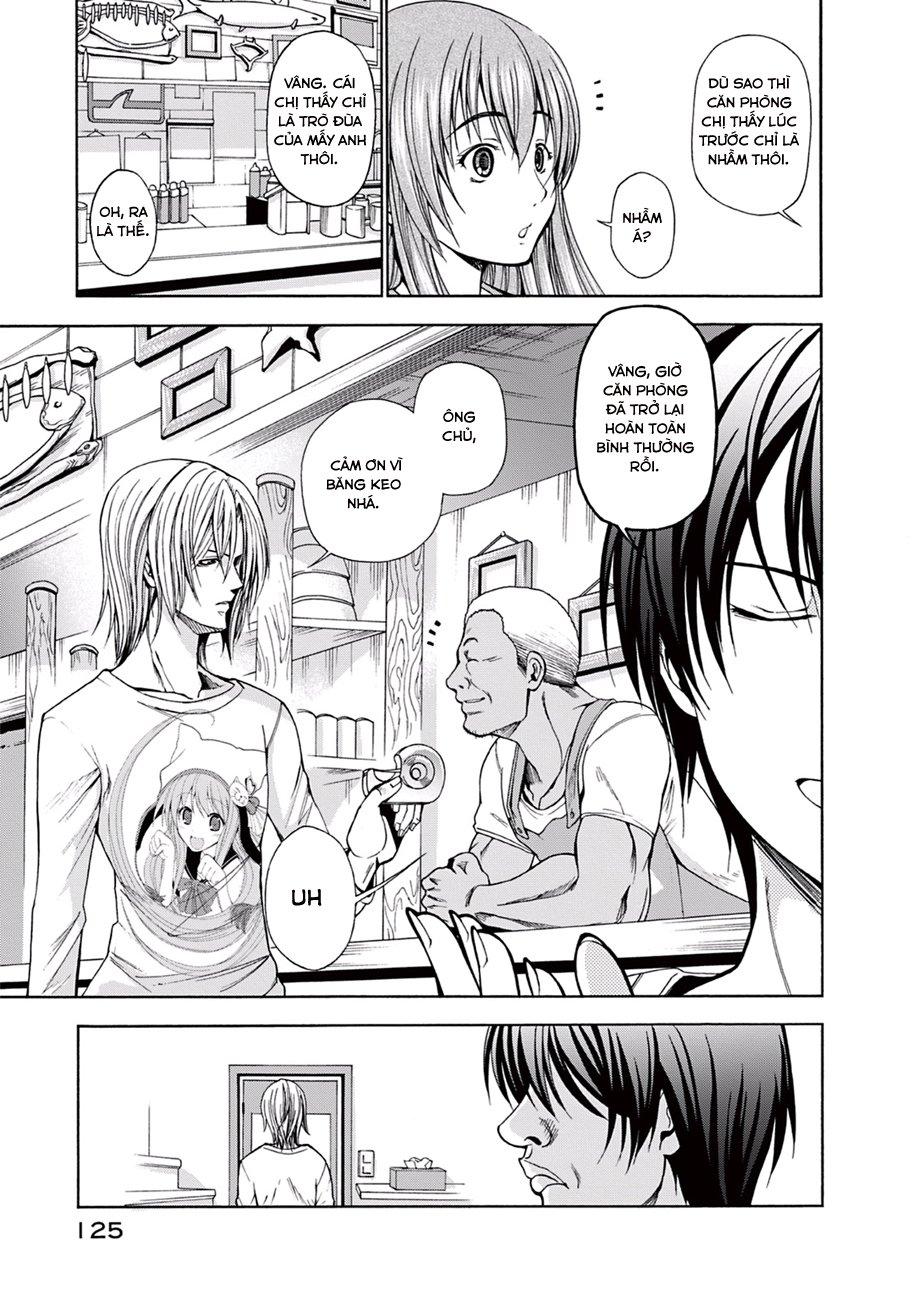 DÙ SAO THÌ
CĂN PHÒNG
CHỊ THẤY LÚC
TRƯỚC CHỈ LÀ
NHẦM THÔI.
NHẦM
Á?
VÂNG. CÁI
CHỊ THẤY CHỈ
LÀ TRÒ ĐÙA
CỦA MẤY ANH
THÔI.
OH, RA
LÀ THẾ.
VÂNG, GIỜ
CĂN PHÒNG
ĐÃ TRỞ LẠI
HOÀN TOÀN
BÌNH THƯỜNG
RỒI.
ÔNG
CHỦ,
CẢM ƠN VÌ
BĂNG KEO
NHÁ.
UH
125